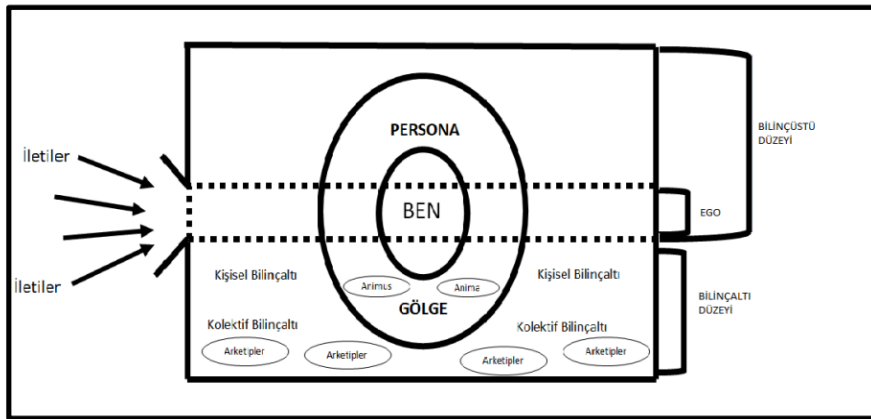 BİLİNÇÜSTÜ
DÜZEYİ
PERSONA
İletiler
BEN
EGO
Kişisel Bilinçaltı
Kişisel Bilinçaltı
İletiler
Animus
Anima
BİLİNÇALTI
DÜZEYİ
GÖLGE
Kolektif Bilinçaltı
Kolektif Bilinçaltı
Arketipler
Arketipler
Arketipler
Arketipler